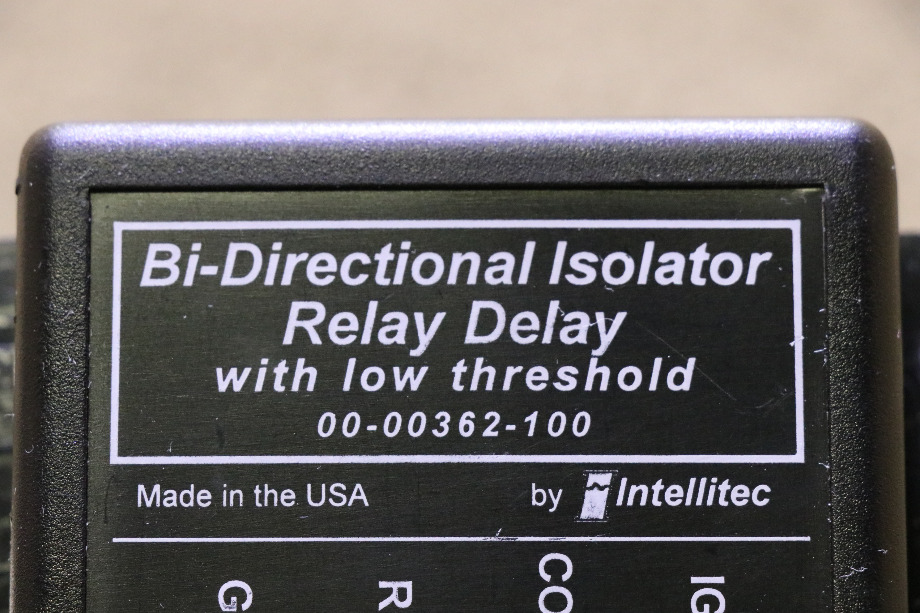 Bi-Directional Isolator
Relay Delay
with low threshold
00-00362-100
Made in the USA
by Intellitec